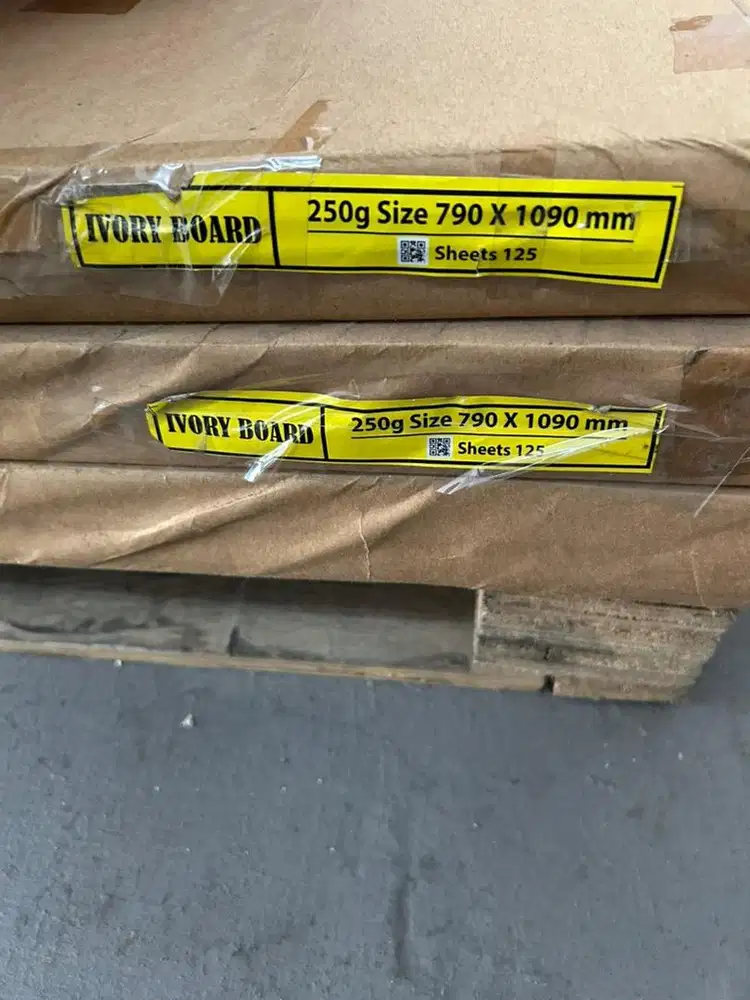 IVORY BOARD
250g Size 790 X 1090 mm
Sheets 125
IVORY BOARD
250g Size 790 X 1090 mm
Sheets 125